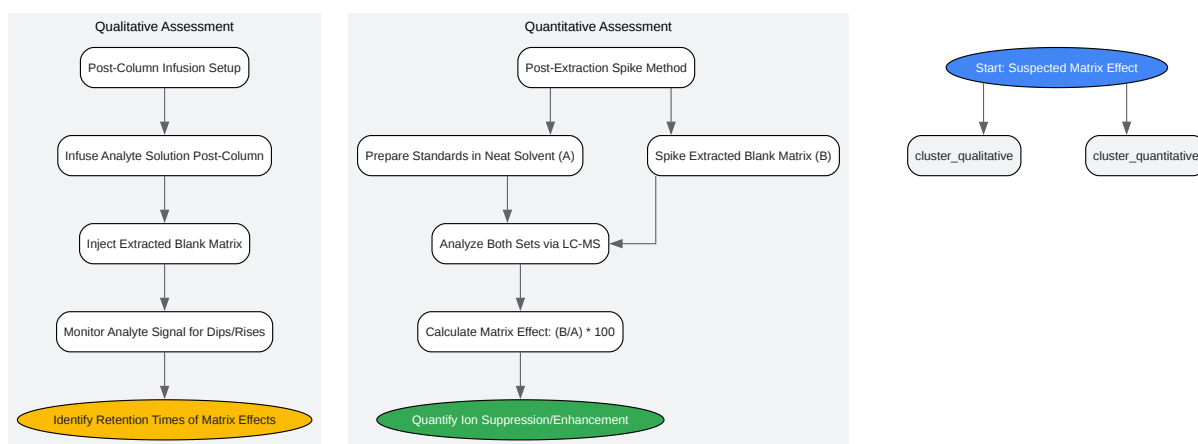 Qualitative Assessment
Post-Column Infusion Setup
Infuse Analyte Solution Post-Column
Inject Extracted Blank Matrix
Monitor Analyte Signal for Dips/Rises
Identify Retention Times of Matrix Effects
Quantitative Assessment
Post-Extraction Spike Method
Prepare Standards in Neat Solvent (A)
Spike Extracted Blank Matrix (B)
Analyze Both Sets via LC-MS
Calculate Matrix Effect: (B/A) * 100
Quantify Ion Suppression/Enhancement
Start: Suspected Matrix Effect
cluster_qualitative
cluster_quantitative